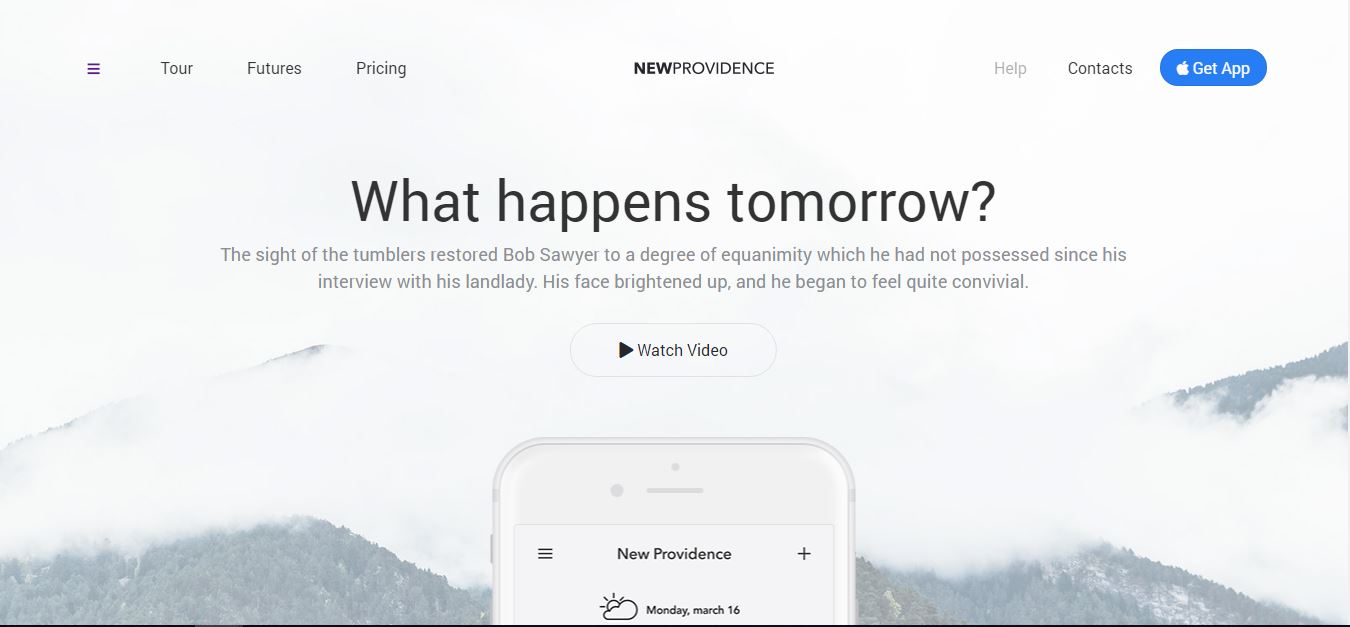 Tour Futures Pricing NEWPROVIDENCE Help Contacts Get App
What happens tomorrow?
The sight of the tumblers restored Bob Sawyer to a degree of equanimity which he had not possessed since his
interview with his landlady. His face brightened up, and he began to feel quite convivial.
Watch Video
New Providence
Monday, march 16